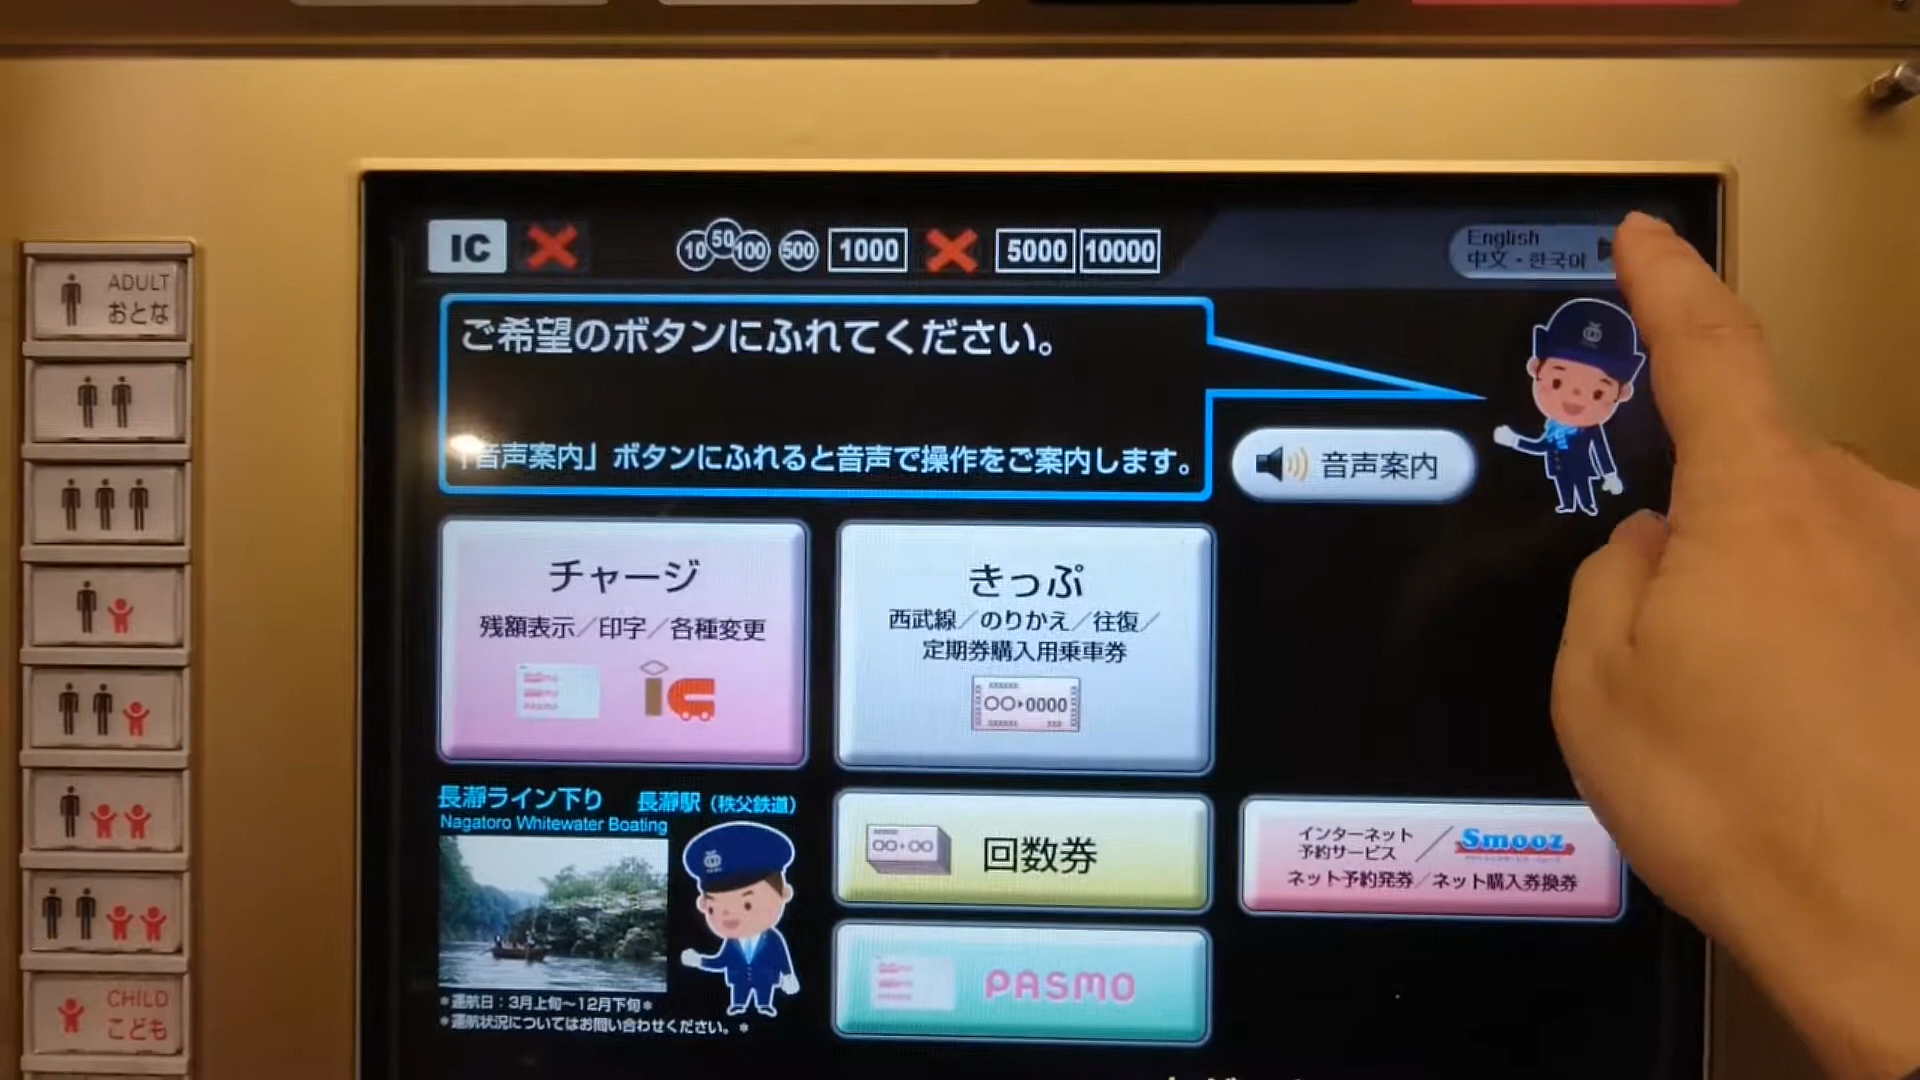 IC
10 50 100 500 1000 5000 10000
English
中文・한국어
ADULT
おとな
ご希望のボタンにふれてください。
「音声案内」ボタンにふれると音声で操作をご案内します。
音声案内
チャージ
残額表示／印字／各種変更
きっぷ
西武線／のりかえ／往復／
定期券購入用乗車券
○○▸0000
長瀞ライン下り 長瀞駅（秩父鉄道）
Nagatoro Whitewater Boating
＊運航日：3月上旬〜12月下旬＊
＊運航状況についてはお問い合わせください。＊
回数券
PASMO
インターネット
予約サービス
／
Smooz
ネット予約発券／ネット購入券換券
CHILD
こども